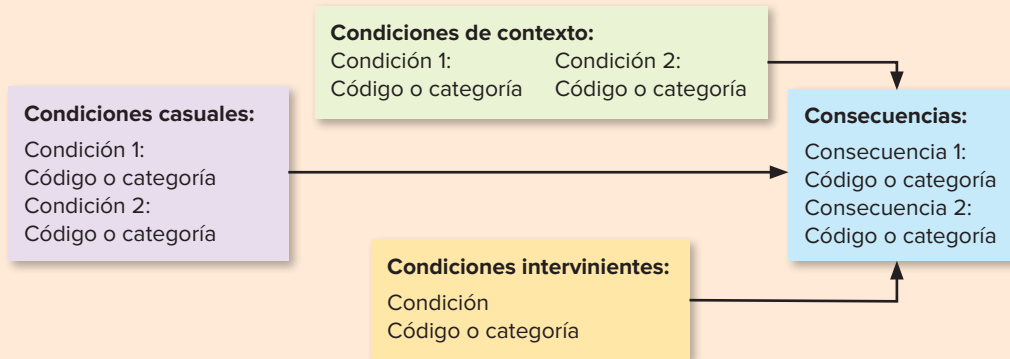 Condiciones de contexto:
Condición 1: Condición 2:
Código o categoría Código o categoría
Condiciones casuales:
Condición 1:
Código o categoría
Condición 2:
Código o categoría
Consecuencias:
Consecuencia 1:
Código o categoría
Consecuencia 2:
Código o categoría
Condiciones intervinientes:
Condición
Código o categoría